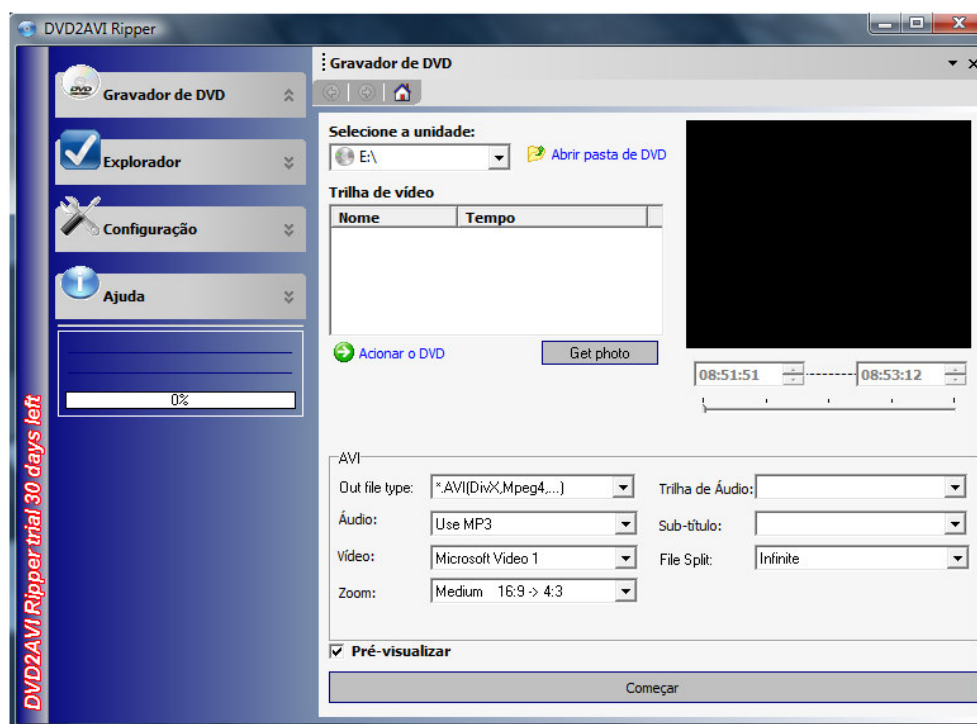 DVD2AVI Ripper
Gravador de DVD
Explorador
Configuração
Ajuda
0%
DVD2AVI Ripper trial 30 days left
Gravador de DVD
Selecione a unidade:
E:\ Abrir pasta de DVD
Trilha de vídeo
Nome Tempo
Acionar o DVD Get photo
08:51:51 08:53:12
AVI
Out file type: *.AVI(DivX,Mpeg4,...) Trilha de Áudio:
Áudio: Use MP3 Sub-título:
Vídeo: Microsoft Video 1 File Split: Infinite
Zoom: Medium 16:9 -> 4:3
Pré-visualizar
Começar